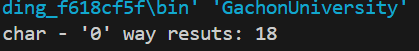 ding_f618cf5f\bin' 'GachonUniversity'
char - '0' way resuts: 18